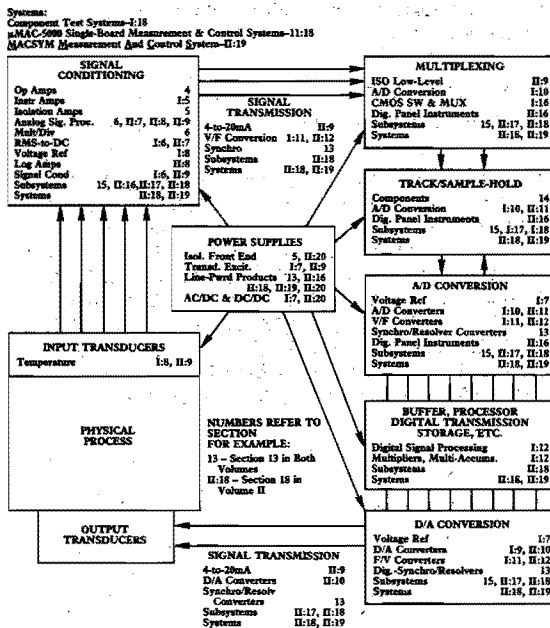 Systems:
Component Test Systems–I:18
µMAC-5000 Single-Board Measurement & Control Systems–11:18
MACSYM Measurement And Control System–II:19
SIGNAL
CONDITIONING
Op Amps 4
Instr Amps I:5
Isolation Amps 5
Analog Sig. Proc. 6, II:7, II:8, II:9
Mult/Div 6
RMS-to-DC I:6, II:7
Voltage Ref I:8
Log Amps II:8
Signal Cond I:6, II:9
Subsystems 15, II:16, II:17, II:18
Systems II:18, II:19
SIGNAL
TRANSMISSION
4-to-20mA II:9
V/F Conversion I:11, II:12
Synchro 13
Subsystems II:18
Systems II:18, II:19
MULTIPLEXING
ISO Low-Level II:9
A/D Conversion I:10
CMOS SW & MUX I:16
Dig. Panel Instruments II:16
Subsystems 15, II:17, II:18
Systems II:18, II:19
TRACK/SAMPLE-HOLD
Components 14
A/D Conversion I:10, II:11
Dig. Panel Instruments II:16
Subsystems 15, I:17, I:18
Systems II:18, II:19
POWER SUPPLIES
Isol. Front End 5, II:20
Transd. Excit. I:7, II:9
Line-Pwrd Products 13, II:16
II:18, II:19, II:20
AC/DC & DC/DC I:7, II:20
A/D CONVERSION
Voltage Ref I:7
A/D Converters I:10, II:11
V/F Converters I:11, II:12
Synchro/Resolver Converters 13
Dig. Panel Instruments II:16
Subsystems 15, II:17, II:18
Systems II:18, II:19
INPUT TRANSDUCERS
Temperature I:8, II:9
PHYSICAL
PROCESS
NUMBERS REFER TO
SECTION
FOR EXAMPLE:
13 – Section 13 in Both
Volumes
II:18 – Section 18 in
Volume II
BUFFER, PROCESSOR
DIGITAL TRANSMISSION
STORAGE, ETC.
Digital Signal Processing I:12
Multipliers, Multi-Accums. I:12
Subsystems II:18
Systems II:18, II:19
OUTPUT
TRANSDUCERS
SIGNAL TRANSMISSION
4-to-20mA II:9
D/A Converters II:10
Synchro/Resolv
Converters 13
Subsystems II:17, II:18
Systems II:18, II:19
D/A CONVERSION
Voltage Ref I:7
D/A Converters I:9, II:10
F/V Converters I:11, II:12
Dig.-Synchro/Resolvers 13
Subsystems 15, II:17, II:18
Systems II:18, II:19